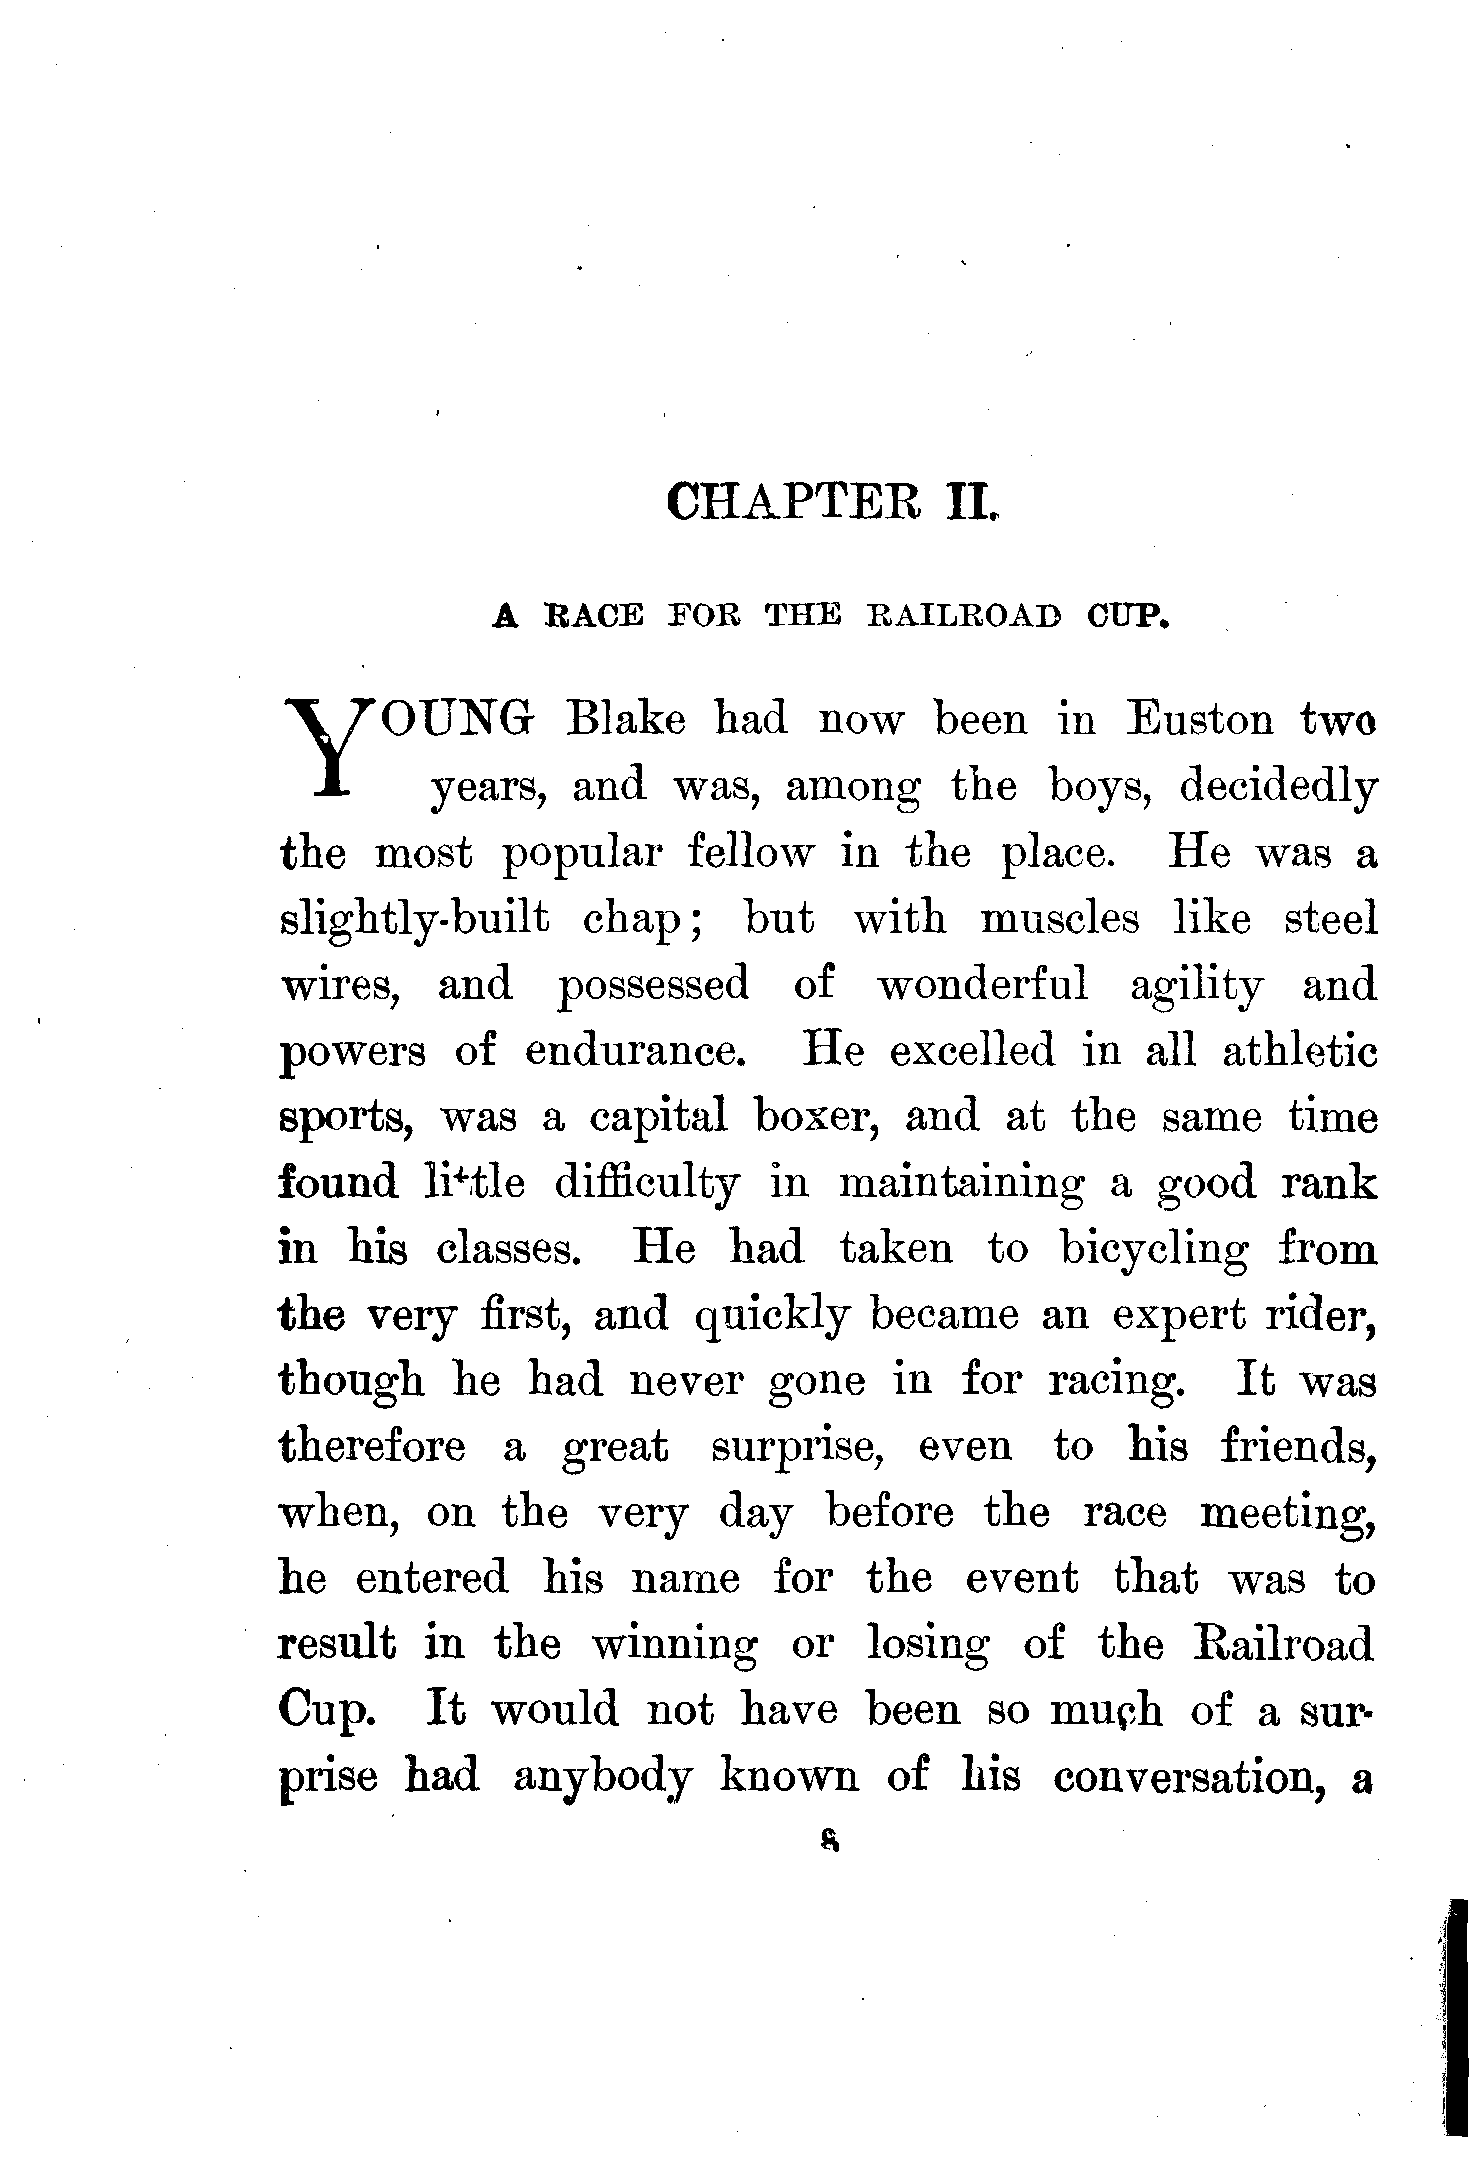 CHAPTER II.
A RACE FOR THE RAILROAD CUP.
YOUNG Blake had now been in Euston two
years, and was, among the boys, decidedly
the most popular fellow in the place. He was a
slightly-built chap; but with muscles like steel
wires, and possessed of wonderful agility and
powers of endurance. He excelled in all athletic
sports, was a capital boxer, and at the same time
found little difficulty in maintaining a good rank
in his classes. He had taken to bicycling from
the very first, and quickly became an expert rider,
though he had never gone in for racing. It was
therefore a great surprise, even to his friends,
when, on the very day before the race meeting,
he entered his name for the event that was to
result in the winning or losing of the Railroad
Cup. It would not have been so much of a sur-
prise had anybody known of his conversation, a
8